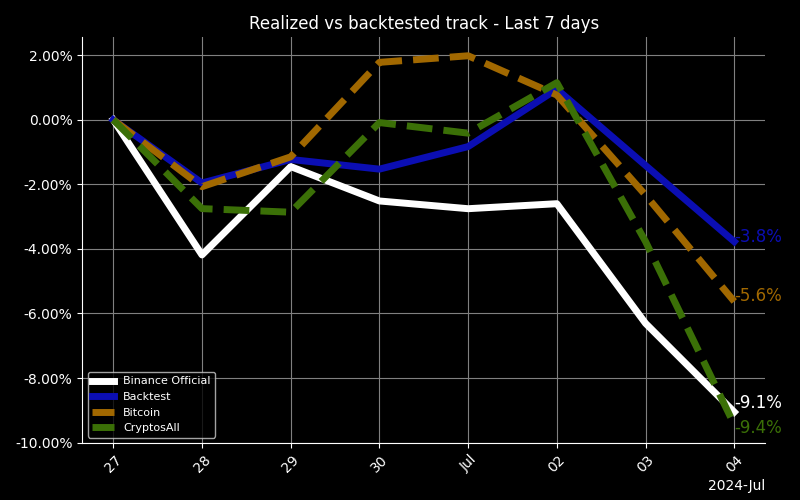 Realized vs backtested track - Last 7 days
2.00%
0.00%
-2.00%
-4.00%
-6.00%
-8.00%
-10.00%
-3.8%
-5.6%
-9.1%
-9.4%
Binance Official
Backtest
Bitcoin
CryptosAll
27
28
29
30
Jul
02
03
04
2024-Jul